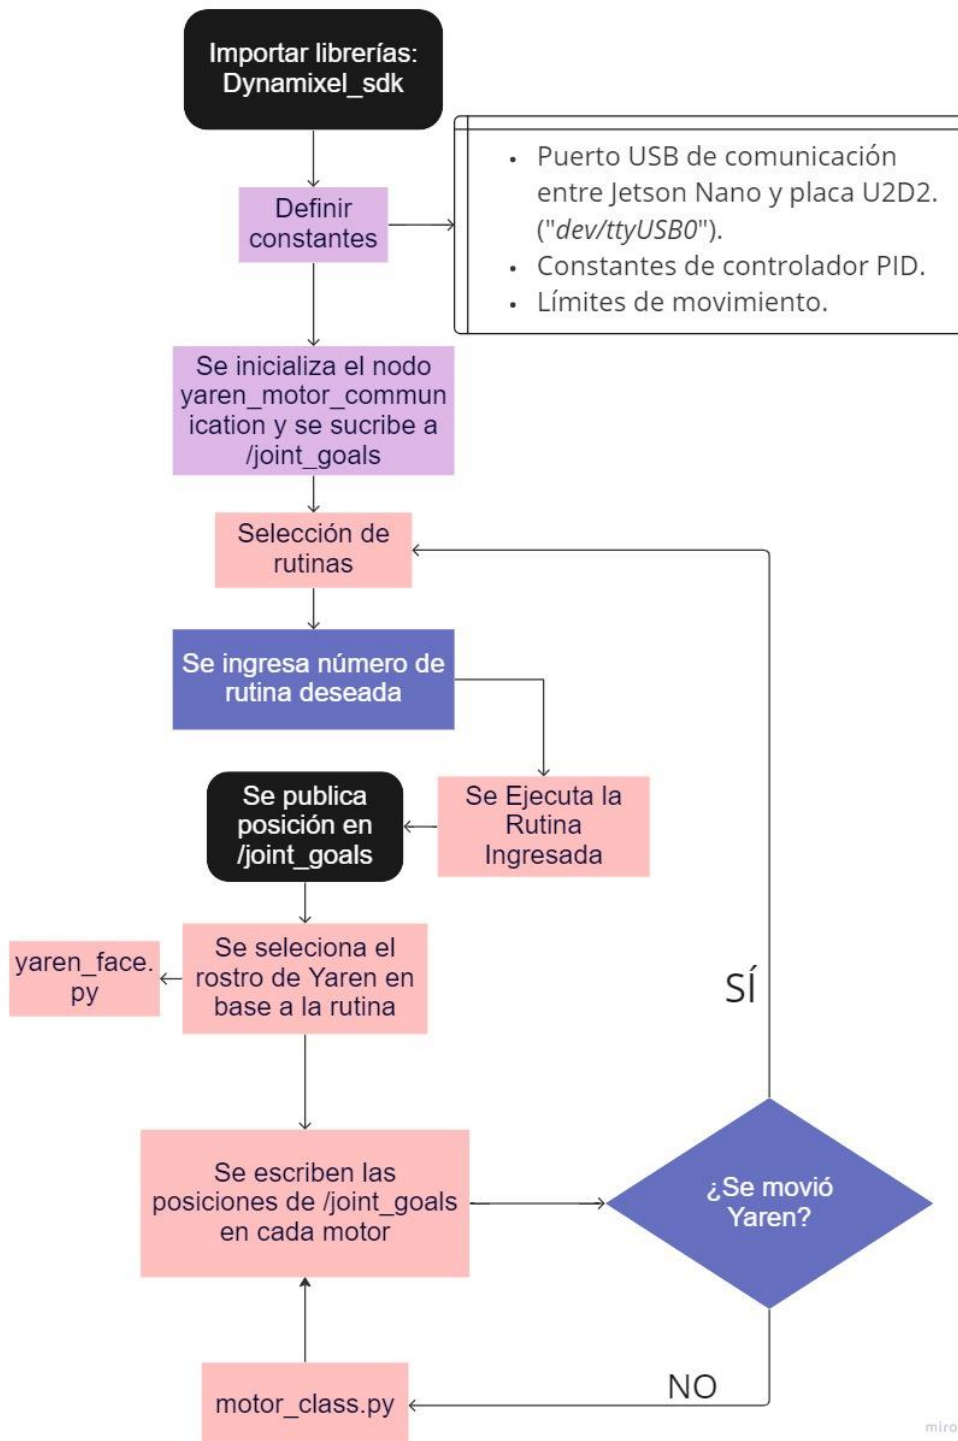 Importar librerías:
Dynamixel_sdk
Definir
constantes
• Puerto USB de comunicación
entre Jetson Nano y placa U2D2.
("dev/ttyUSB0").
• Constantes de controlador PID.
• Límites de movimiento.
Se inicializa el nodo
yaren_motor_commun
ication y se sucribe a
/joint_goals
Selección de
rutinas
Se ingresa número de
rutina deseada
Se Ejecuta la
Rutina
Ingresada
Se publica
posición en
/joint_goals
Se seleciona el
rostro de Yaren en
base a la rutina
yaren_face.
py
SÍ
Se escriben las
posiciones de /joint_goals
en cada motor
¿Se movió
Yaren?
NO
motor_class.py
miro